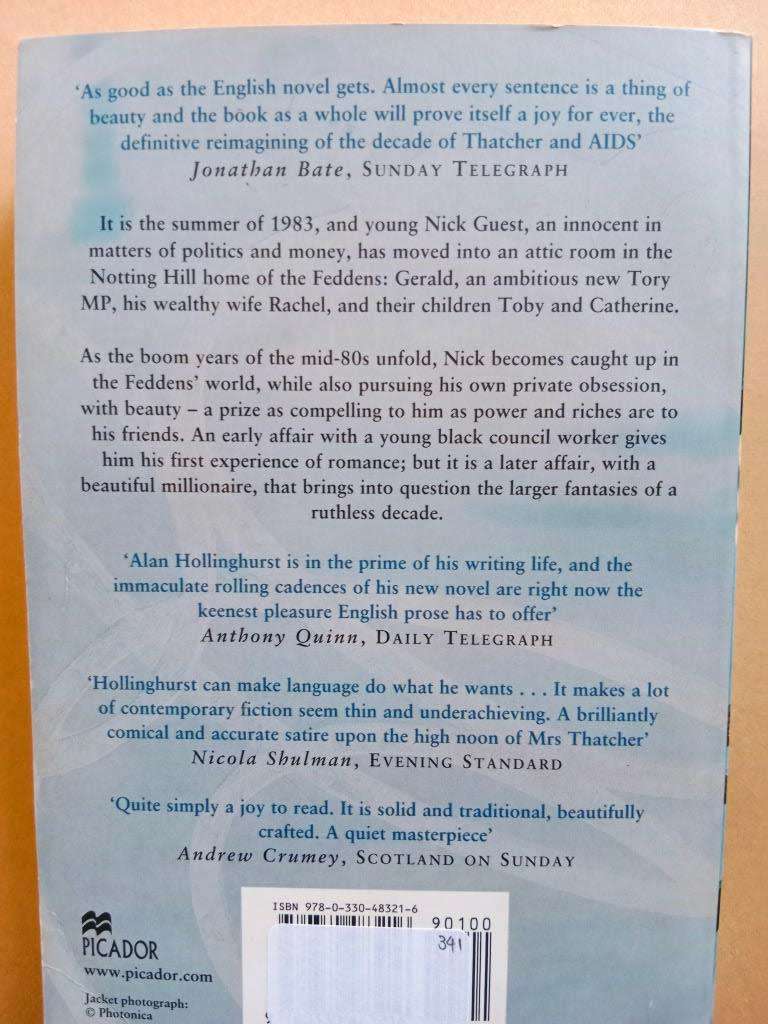 ‘As good as the English novel gets. Almost every sentence is a thing of
beauty and the book as a whole will prove itself a joy for ever, the
definitive reimagining of the decade of Thatcher and AIDS’
Jonathan Bate, SUNDAY TELEGRAPH
It is the summer of 1983, and young Nick Guest, an innocent in
matters of politics and money, has moved into an attic room in the
Notting Hill home of the Feddens: Gerald, an ambitious new Tory
MP, his wealthy wife Rachel, and their children Toby and Catherine.
As the boom years of the mid-80s unfold, Nick becomes caught up in
the Feddens’ world, while also pursuing his own private obsession,
with beauty – a prize as compelling to him as power and riches are to
his friends. An early affair with a young black council worker gives
him his first experience of romance; but it is a later affair, with a
beautiful millionaire, that brings into question the larger fantasies of a
ruthless decade.
‘Alan Hollinghurst is in the prime of his writing life, and the
immaculate rolling cadences of his new novel are right now the
keenest pleasure English prose has to offer’
Anthony Quinn, DAILY TELEGRAPH
‘Hollinghurst can make language do what he wants . . . It makes a lot
of contemporary fiction seem thin and underachieving. A brilliantly
comical and accurate satire upon the high noon of Mrs Thatcher’
Nicola Shulman, EVENING STANDARD
‘Quite simply a joy to read. It is solid and traditional, beautifully
crafted. A quiet masterpiece’
Andrew Crumey, SCOTLAND ON SUNDAY
ISBN 978-0-330-48321-6
90100
341
PICADOR
www.picador.com
Jacket photograph:
© Photonica